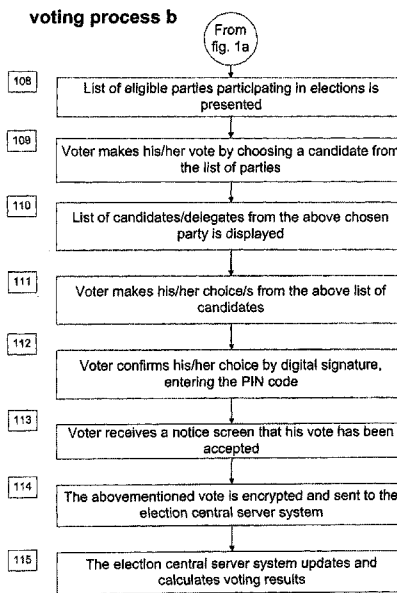 voting process b
From
fig. 1a
108
List of eligible parties participating in elections is
presented
109
Voter makes his/her vote by choosing a candidate from
the list of parties
110
List of candidates/delegates from the above chosen
party is displayed
111
Voter makes his/her choice/s from the above list of
candidates
112
Voter confirms his/her choice by digital signature,
entering the PIN code
113
Voter receives a notice screen that his vote has been
accepted
114
The abovementioned vote is encrypted and sent to the
election central server system
115
The election central server system updates and
calculates voting results